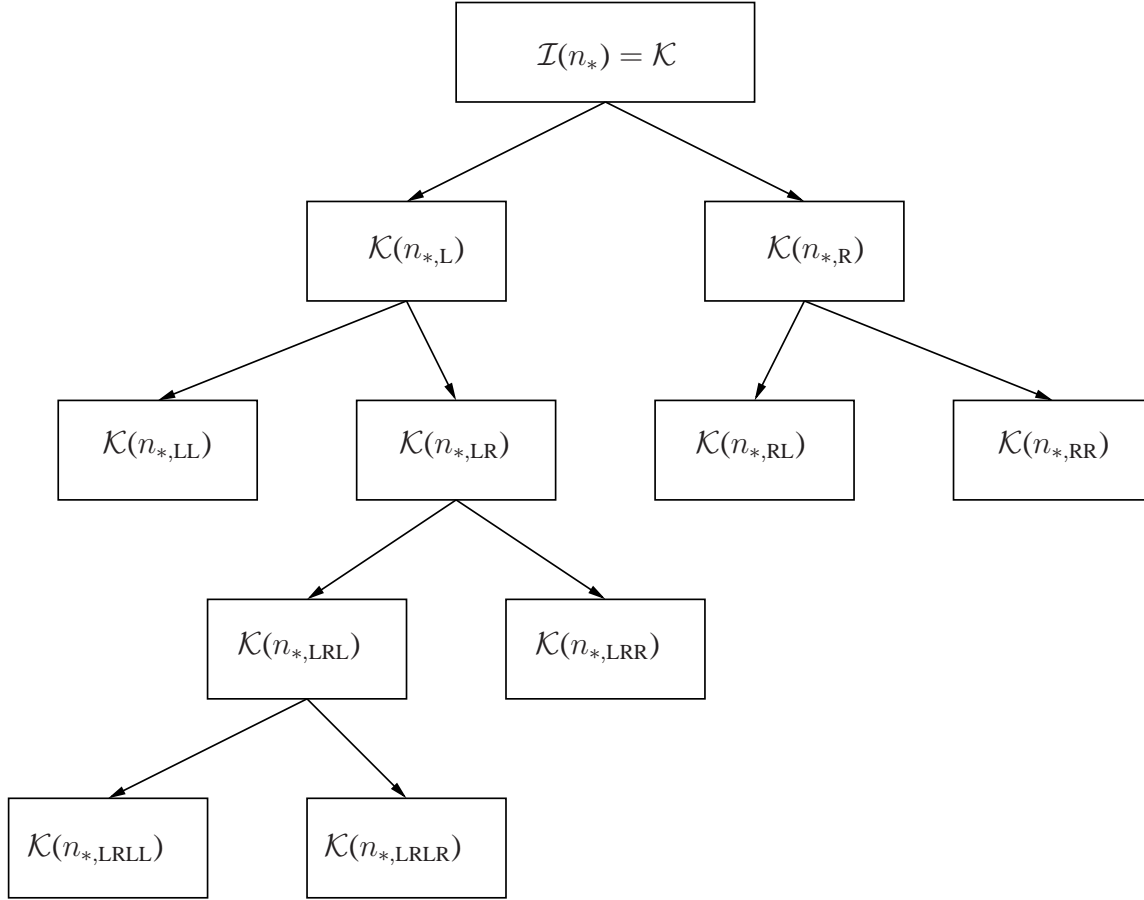 𝓘(n_*) = 𝓚
𝓚(n_{*,L})
𝓚(n_{*,R})
𝓚(n_{*,LL})
𝓚(n_{*,LR})
𝓚(n_{*,RL})
𝓚(n_{*,RR})
𝓚(n_{*,LRL})
𝓚(n_{*,LRR})
𝓚(n_{*,LRLL})
𝓚(n_{*,LRLR})